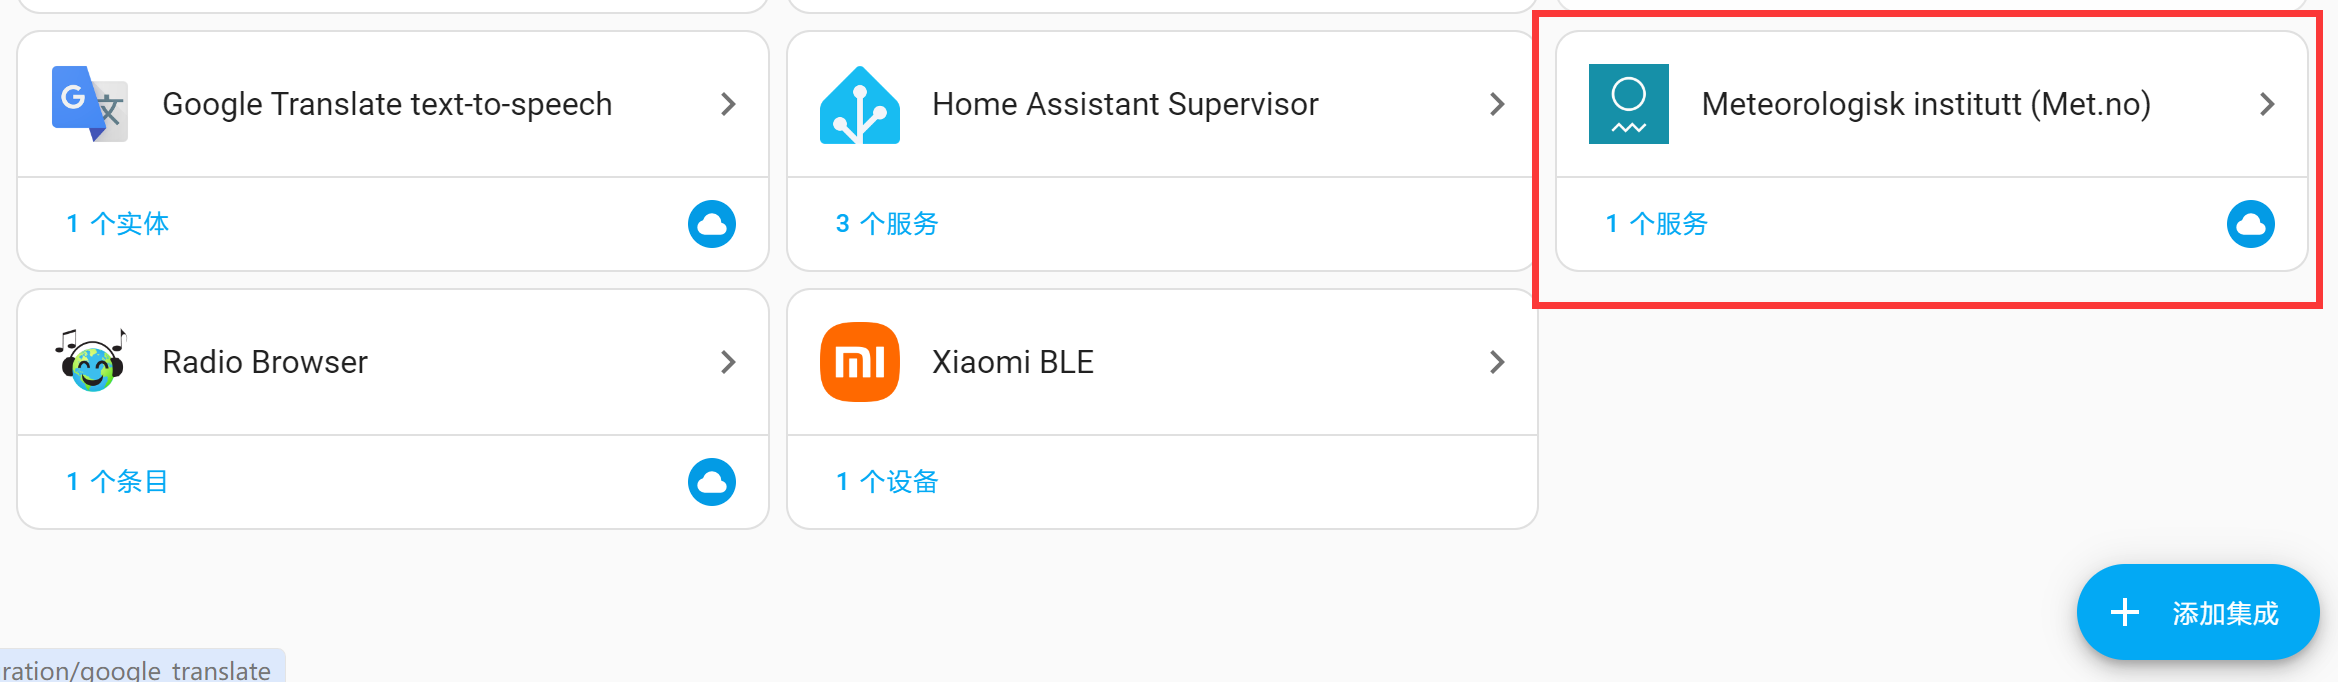 Google Translate text-to-speech
Home Assistant Supervisor
Meteorologisk institutt (Met.no)
1 个实体
3 个服务
1 个服务
Radio Browser
Xiaomi BLE
1 个条目
1 个设备
添加集成
ration/google_translate